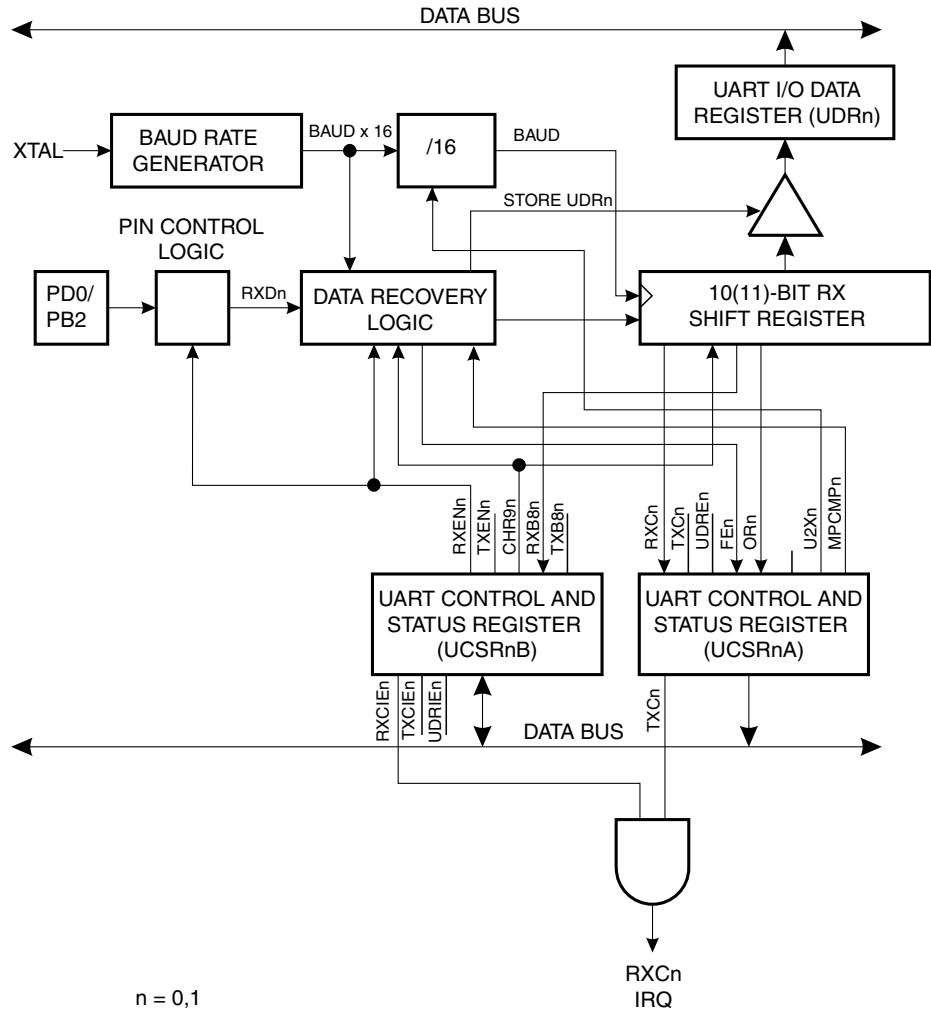 DATA BUS
UART I/O DATA
REGISTER (UDRn)
XTAL
BAUD RATE
GENERATOR
BAUD x 16
/16
BAUD
STORE UDRn
PIN CONTROL
LOGIC
PD0/
PB2
RXDn
DATA RECOVERY
LOGIC
10(11)-BIT RX
SHIFT REGISTER
RXENn
TXENn
CHR9n
RXB8n
TXB8n
RXCn
TXCn
UDREn
FEn
ORn
U2Xn
MPCMPn
UART CONTROL AND
STATUS REGISTER
(UCSRnB)
UART CONTROL AND
STATUS REGISTER
(UCSRnA)
RXCIEn
TXCIEn
UDRIEn
TXCn
DATA BUS
RXCn
IRQ
n = 0,1